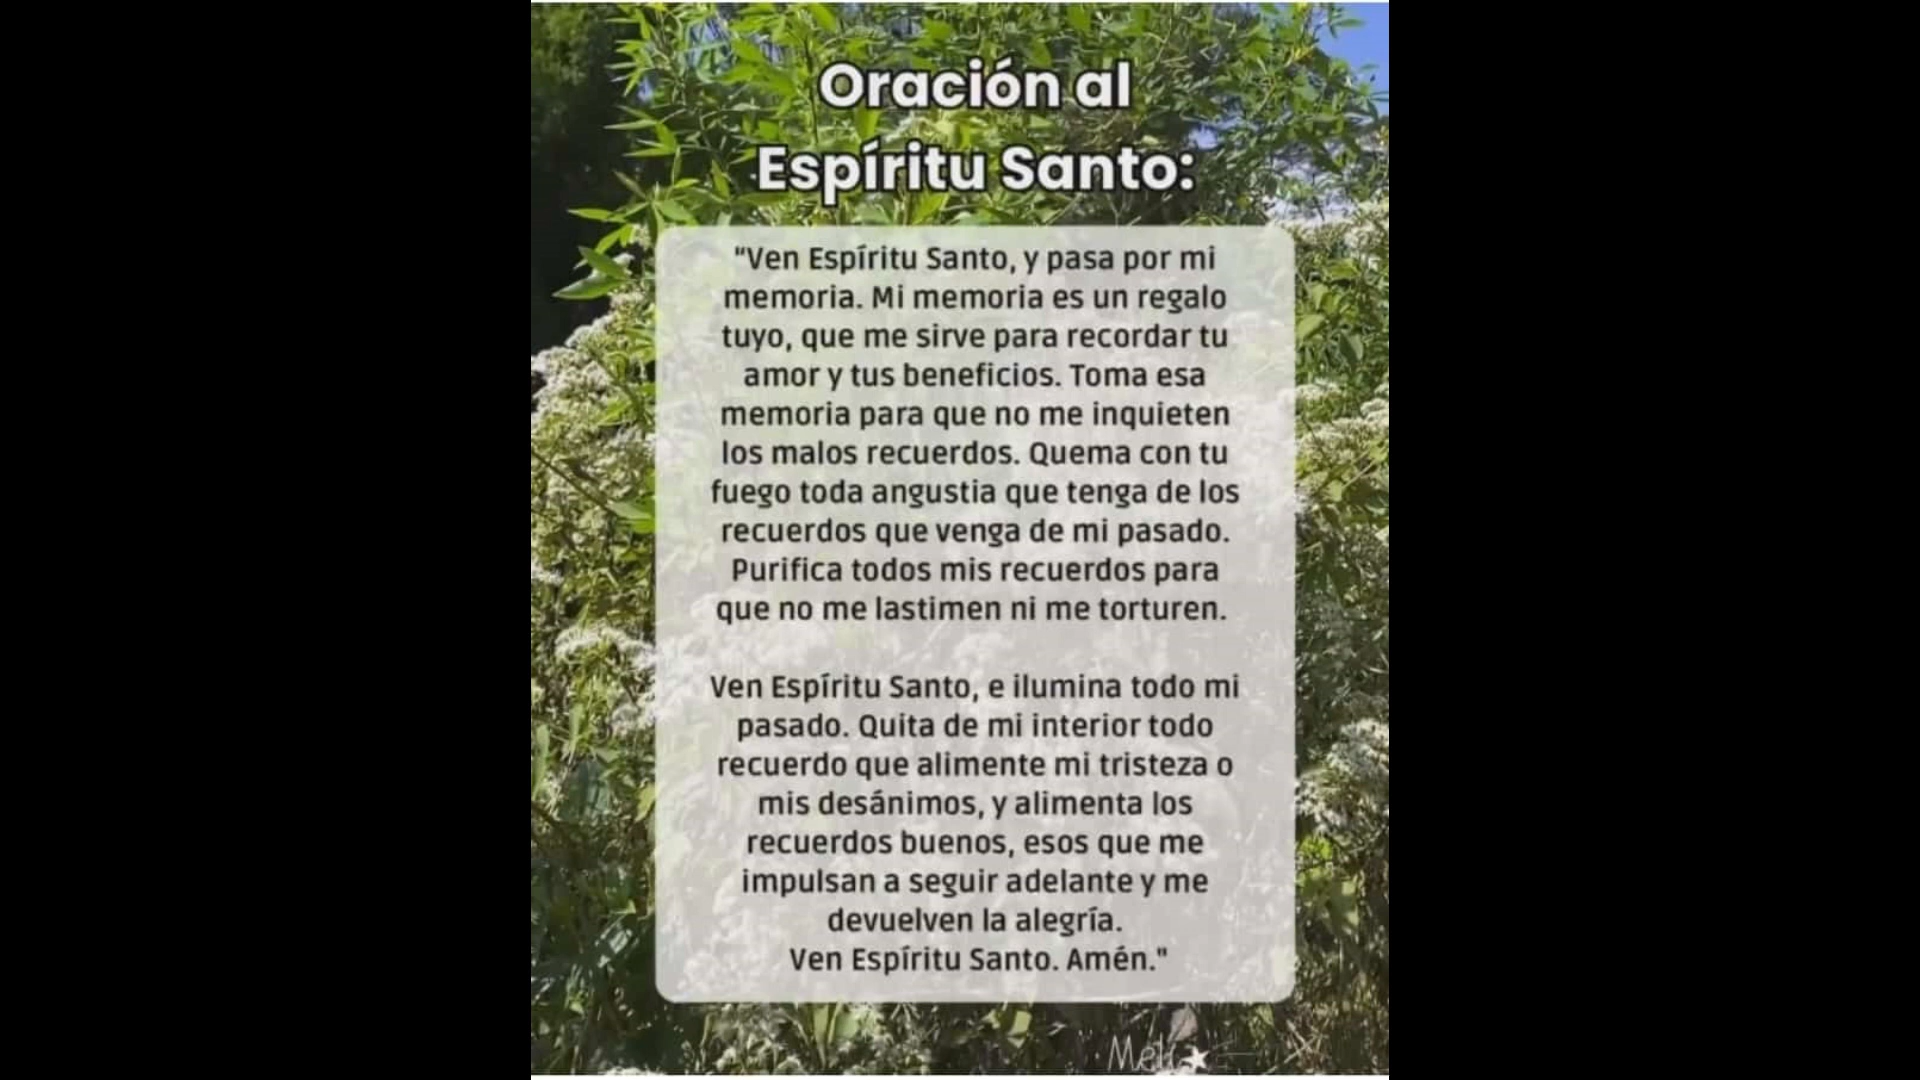 Oración al
Espíritu Santo:
"Ven Espíritu Santo, y pasa por mi
memoria. Mi memoria es un regalo
tuyo, que me sirve para recordar tu
amor y tus beneficios. Toma esa
memoria para que no me inquieten
los malos recuerdos. Quema con tu
fuego toda angustia que tenga de los
recuerdos que venga de mi pasado.
Purifica todos mis recuerdos para
que no me lastimen ni me torturen.
Ven Espíritu Santo, e ilumina todo mi
pasado. Quita de mi interior todo
recuerdo que alimente mi tristeza o
mis desánimos, y alimenta los
recuerdos buenos, esos que me
impulsan a seguir adelante y me
devuelven la alegría.
Ven Espíritu Santo. Amén."